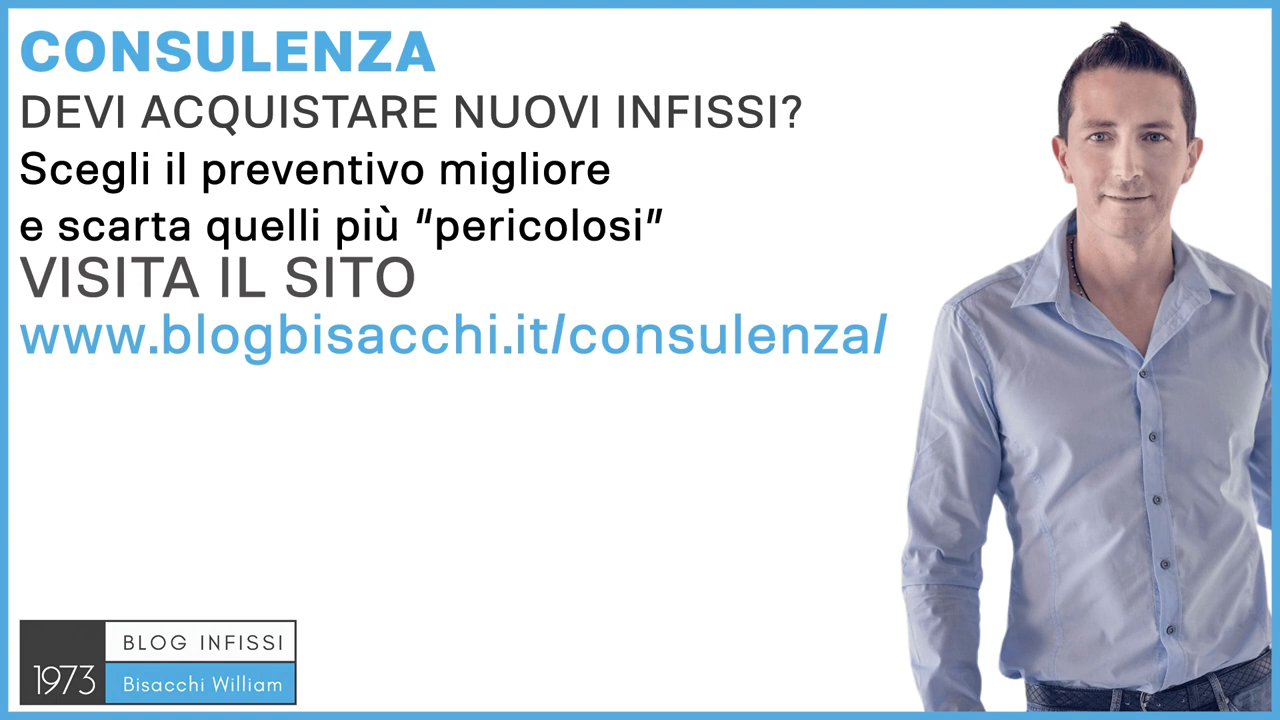 CONSULENZA
DEVI ACQUISTARE NUOVI INFISSI?
Scegli il preventivo migliore
e scarta quelli più “pericolosi”
VISITA IL SITO
www.blogbisacchi.it/consulenza/
1973
BLOG INFISSI
Bisacchi William